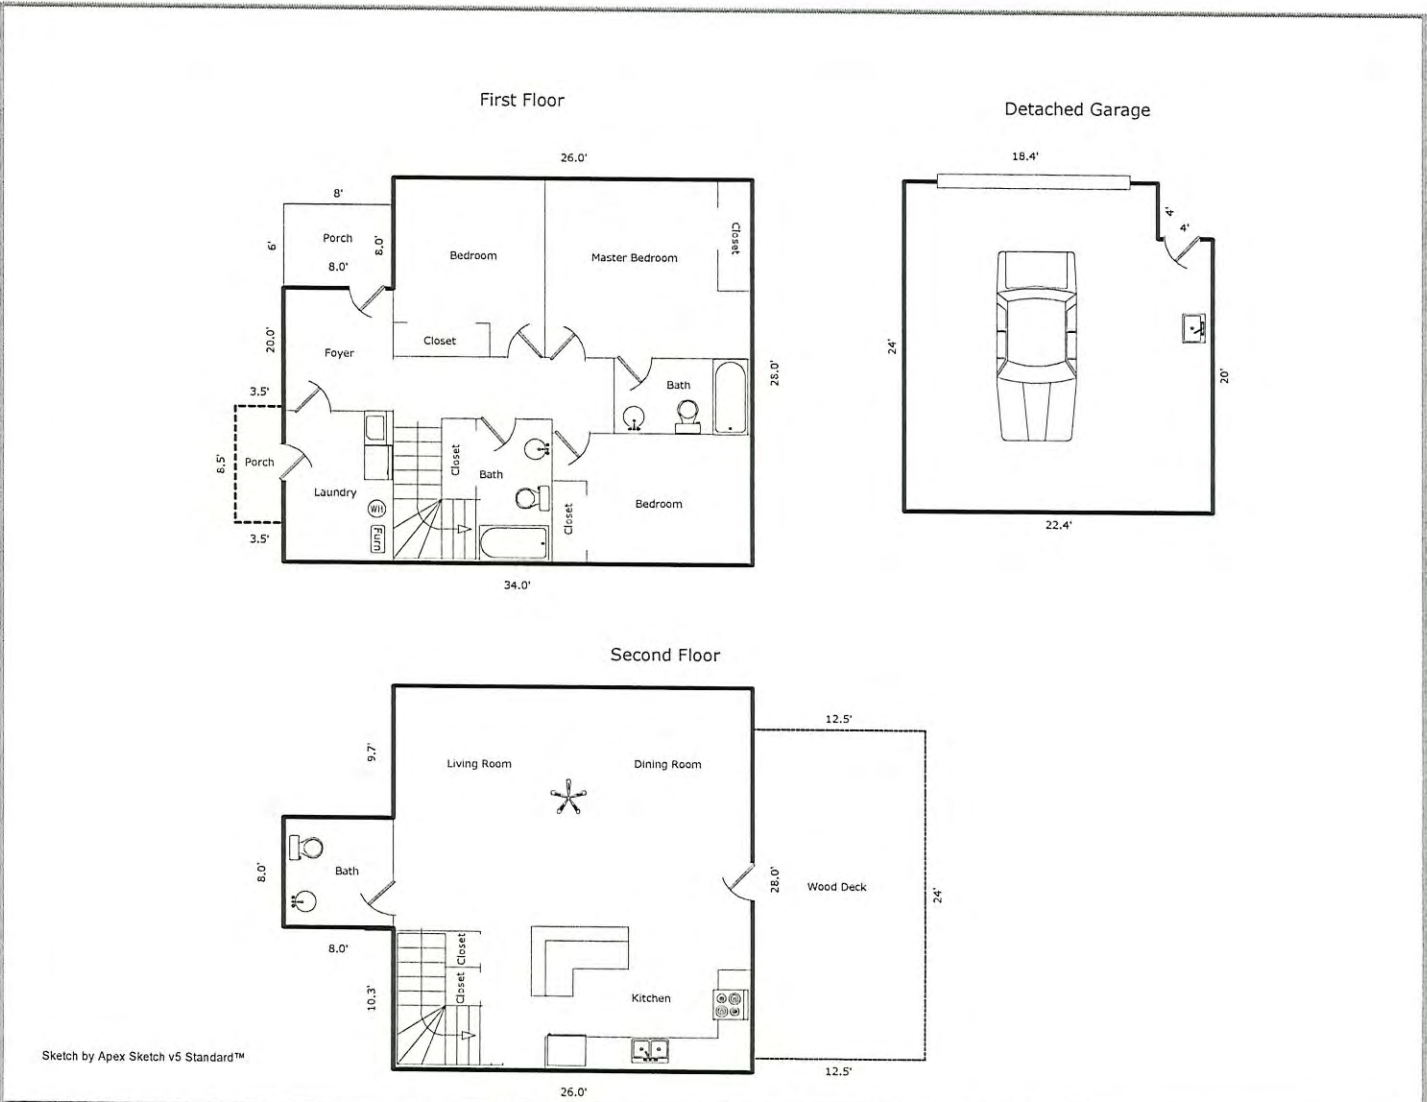 First Floor
Detached Garage
26.0'
18.4'
8'
6'
Porch
8.0'
8.0'
Bedroom
Master Bedroom
Closet
4'
4'
20.0'
Foyer
Closet
24'
20'
3.5'
Bath
28.0'
8.5'
Porch
Closet
Bath
Laundry
WH
Closet
Bedroom
Furn
3.5'
22.4'
34.0'
Second Floor
12.5'
9.7'
Living Room
Dining Room
8.0'
Bath
28.0'
Wood Deck
24'
8.0'
Closet
Closet
10.3'
Kitchen
Sketch by Apex Sketch v5 Standard™
12.5'
26.0'